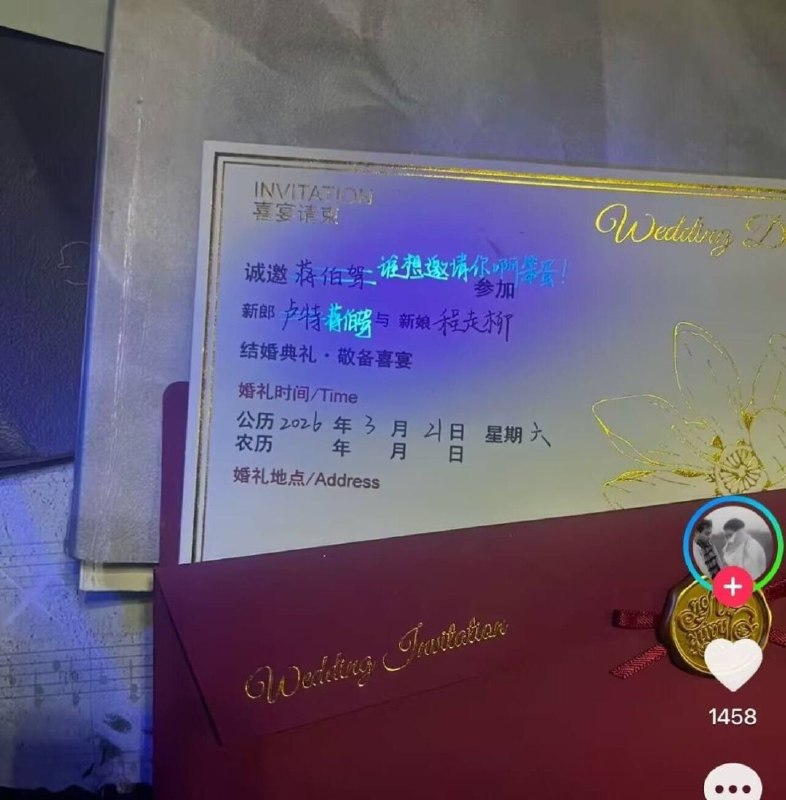 INVITATION
喜宴请柬
Wedding D
诚邀 蒋伯驾 谁想邀请你啊笨蛋!
参加
新郎 卢特 蒋伯驾 与 新娘 程走柳
结婚典礼·敬备喜宴
婚礼时间/Time
公历 2026 年 3 月 21 日 星期 六
农历 年 月 日
婚礼地点/Address
Wedding Invitation
1458